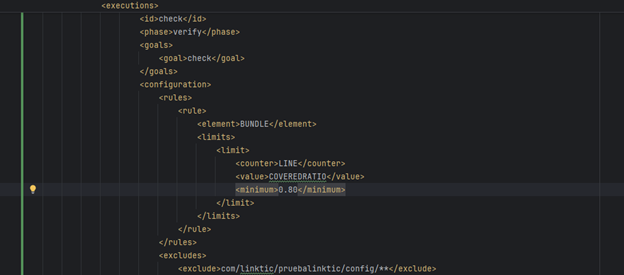 <executions>
<id>check</id>
<phase>verify</phase>
<goals>
<goal>check</goal>
</goals>
<configuration>
<rules>
<rule>
<element>BUNDLE</element>
<limits>
<limit>
<counter>LINE</counter>
<value>COVEREDRATIO</value>
<minimum>0.80</minimum>
</limit>
</limits>
</rule>
</rules>
<excludes>
<exclude>com/linktic/pruebalinktic/config/**</exclude>